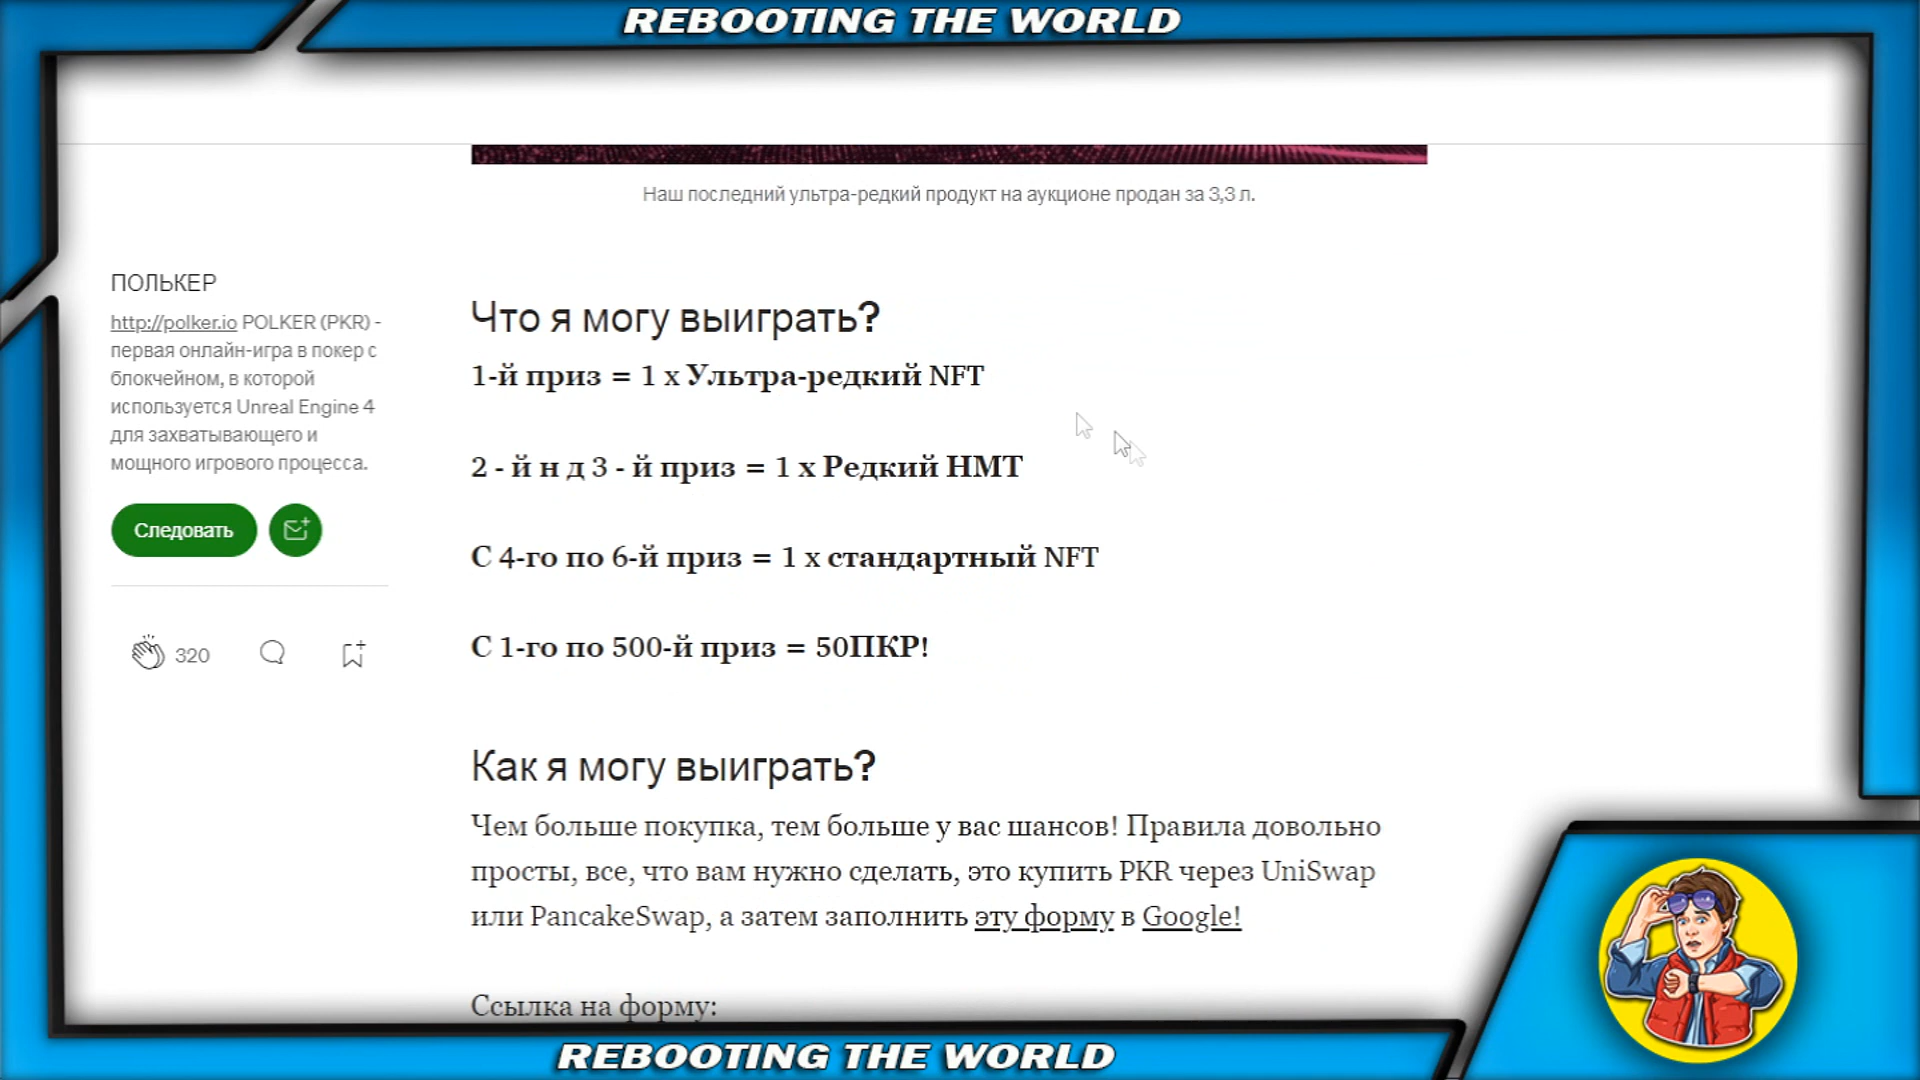 REBOOTING THE WORLD
Наш последний ультра-редкий продукт на аукционе продан за 3,3 л.
ПОЛЬКЕР
http://polker.io POLKER (PKR) -
первая онлайн-игра в покер с
блокчейном, в которой
используется Unreal Engine 4
для захватывающего и
мощного игрового процесса.
Следовать
320
Что я могу выиграть?
1-й приз = 1 x Ультра-редкий NFT
2 - й н д 3 - й приз = 1 x Редкий НМТ
С 4-го по 6-й приз = 1 x стандартный NFT
С 1-го по 500-й приз = 50ПКР!
Как я могу выиграть?
Чем больше покупка, тем больше у вас шансов! Правила довольно
просты, все, что вам нужно сделать, это купить PKR через UniSwap
или PancakeSwap, а затем заполнить эту форму в Google!
Ссылка на форму:
REBOOTING THE WORLD